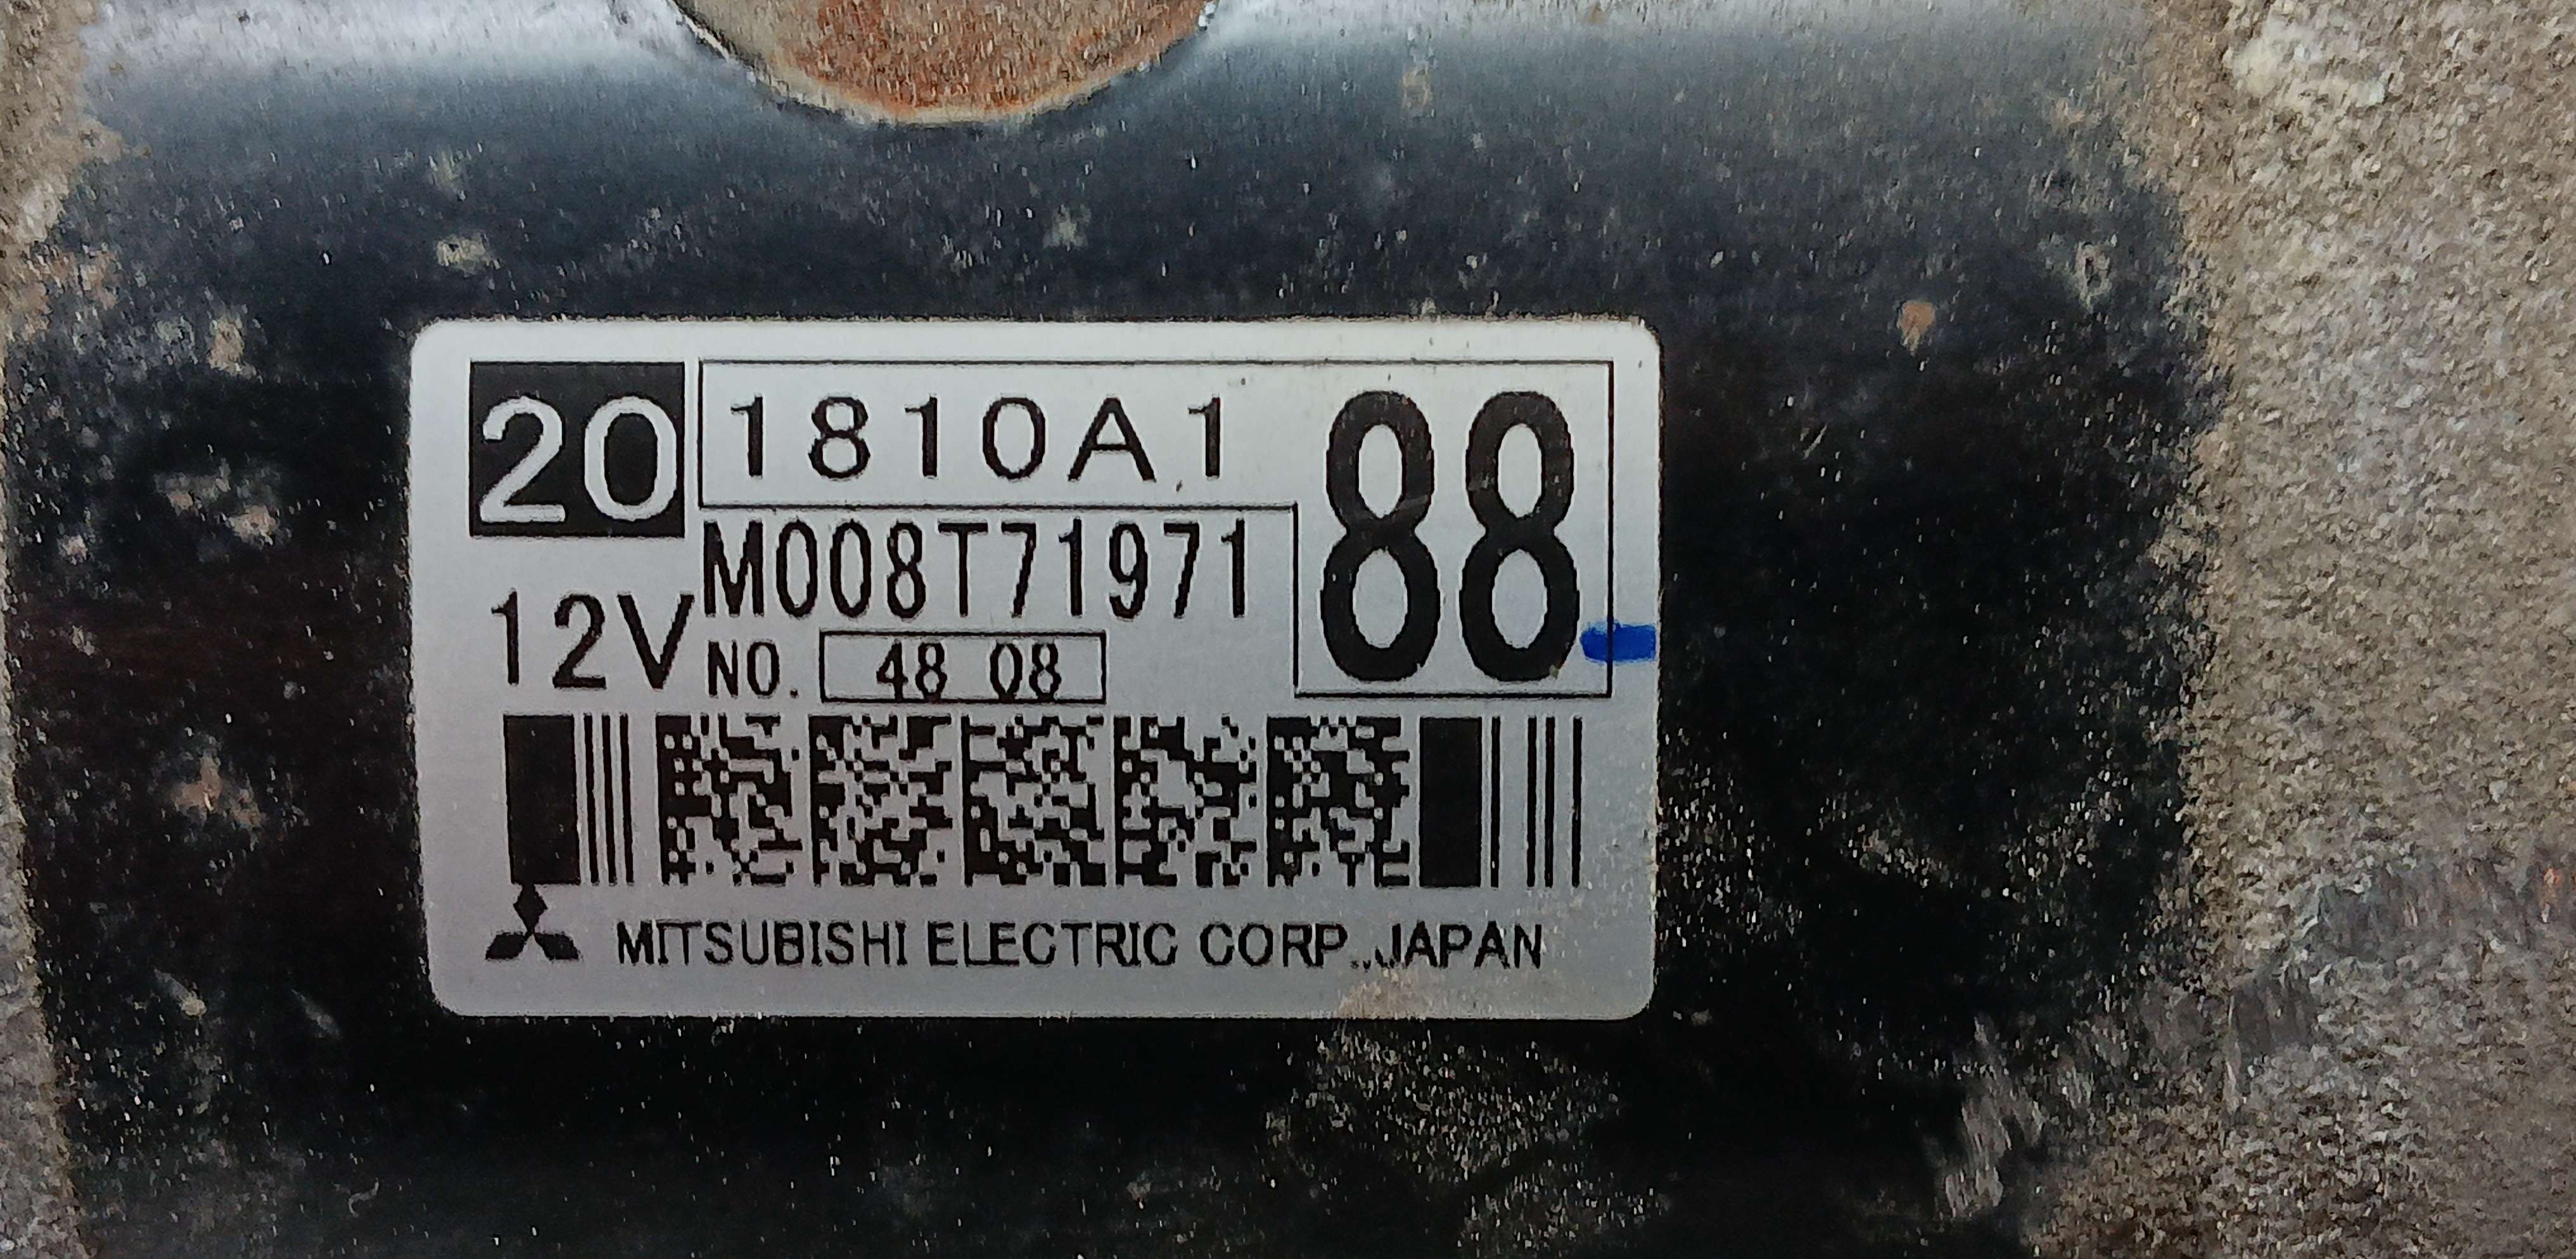 20 1810A1 88
M008T71971
12V NO. 48 08
MITSUBISHI ELECTRIC CORP.,JAPAN